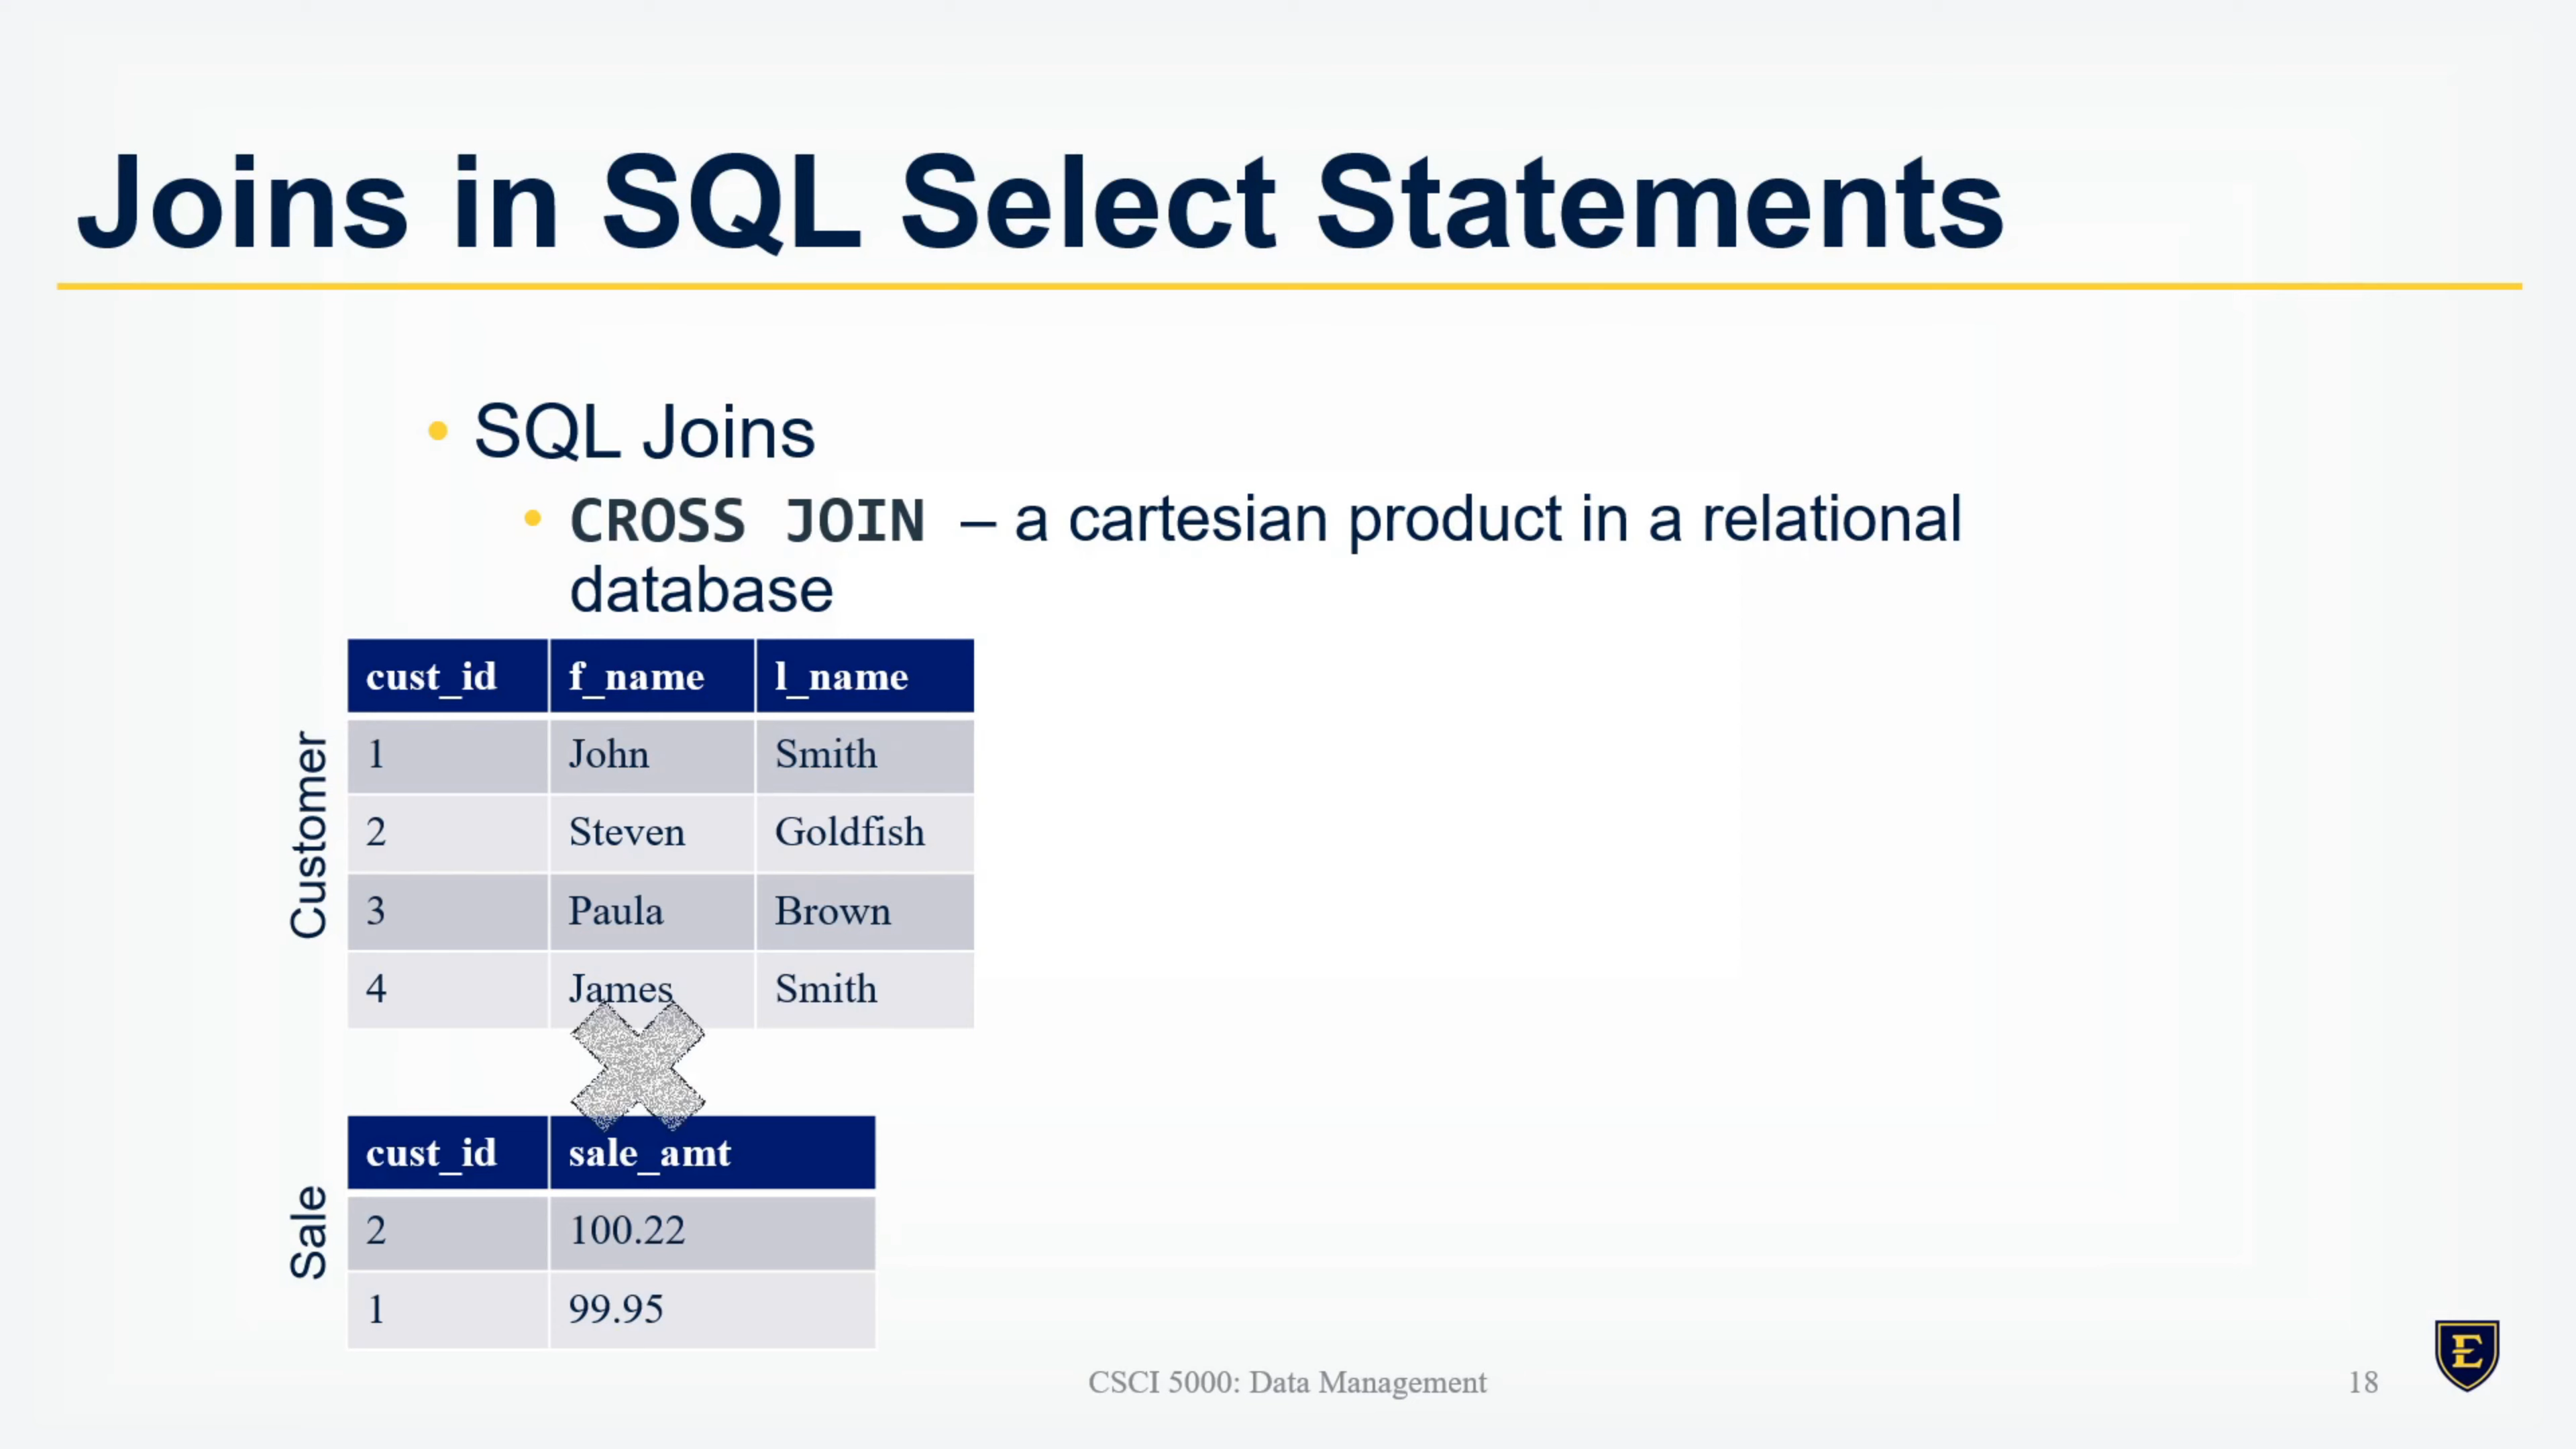 Joins in SQL Select Statements
• SQL Joins
• CROSS JOIN – a cartesian product in a relational
database
Customer
cust_id f_name l_name
1 John Smith
2 Steven Goldfish
3 Paula Brown
4 James Smith
Sale
cust_id sale_amt
2 100.22
1 99.95
CSCI 5000: Data Management
18
E